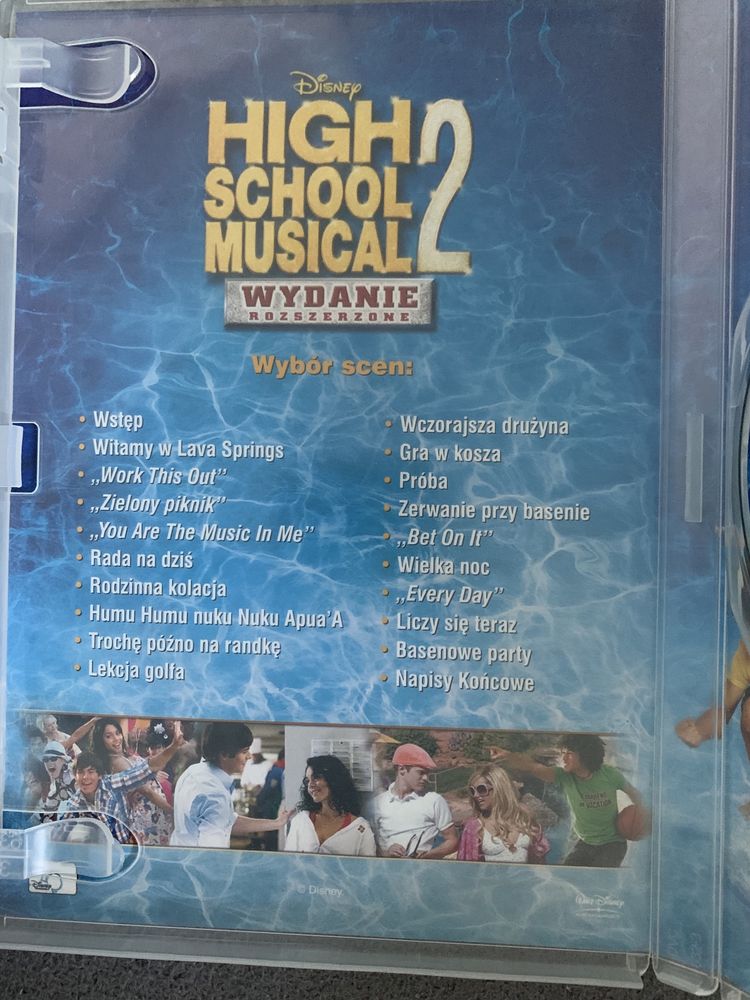 Disney
HIGH
SCHOOL
MUSICAL 2
WYDANIE
ROZSZERZONE
Wybór scen:
• Wstęp
• Witamy w Lava Springs
• „Work This Out”
• „Zielony piknik”
• „You Are The Music In Me”
• Rada na dziś
• Rodzinna kolacja
• Humu Humu nuku Nuku Apua'A
• Trochę późno na randkę
• Lekcja golfa
• Wczorajsza drużyna
• Gra w kosza
• Próba
• Zerwanie przy basenie
• „Bet On It”
• Wielka noc
• „Every Day”
• Liczy się teraz
• Basenowe party
• Napisy Końcowe
© Disney.
WALT DISNEY